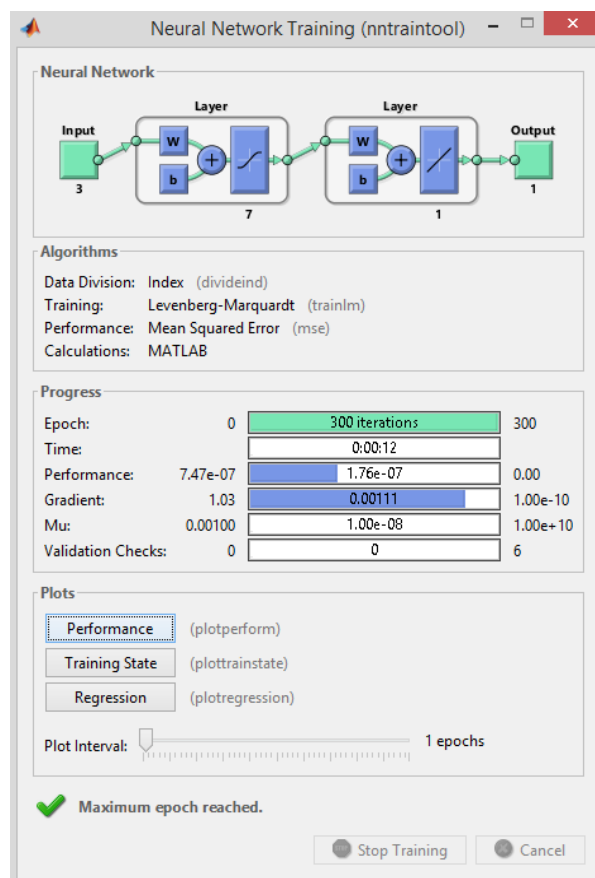 Neural Network Training (nntraintool)
Neural Network
Layer Layer
Input Output
W W
b b
3 7 1 1
Algorithms
Data Division: Index (divideind)
Training: Levenberg-Marquardt (trainlm)
Performance: Mean Squared Error (mse)
Calculations: MATLAB
Progress
Epoch: 0 300 iterations 300
Time: 0:00:12
Performance: 7.47e-07 1.76e-07 0.00
Gradient: 1.03 0.00111 1.00e-10
Mu: 0.00100 1.00e-08 1.00e+10
Validation Checks: 0 0 6
Plots
Performance (plotperform)
Training State (plottrainstate)
Regression (plotregression)
Plot Interval: 1 epochs
Maximum epoch reached.
Stop Training Cancel